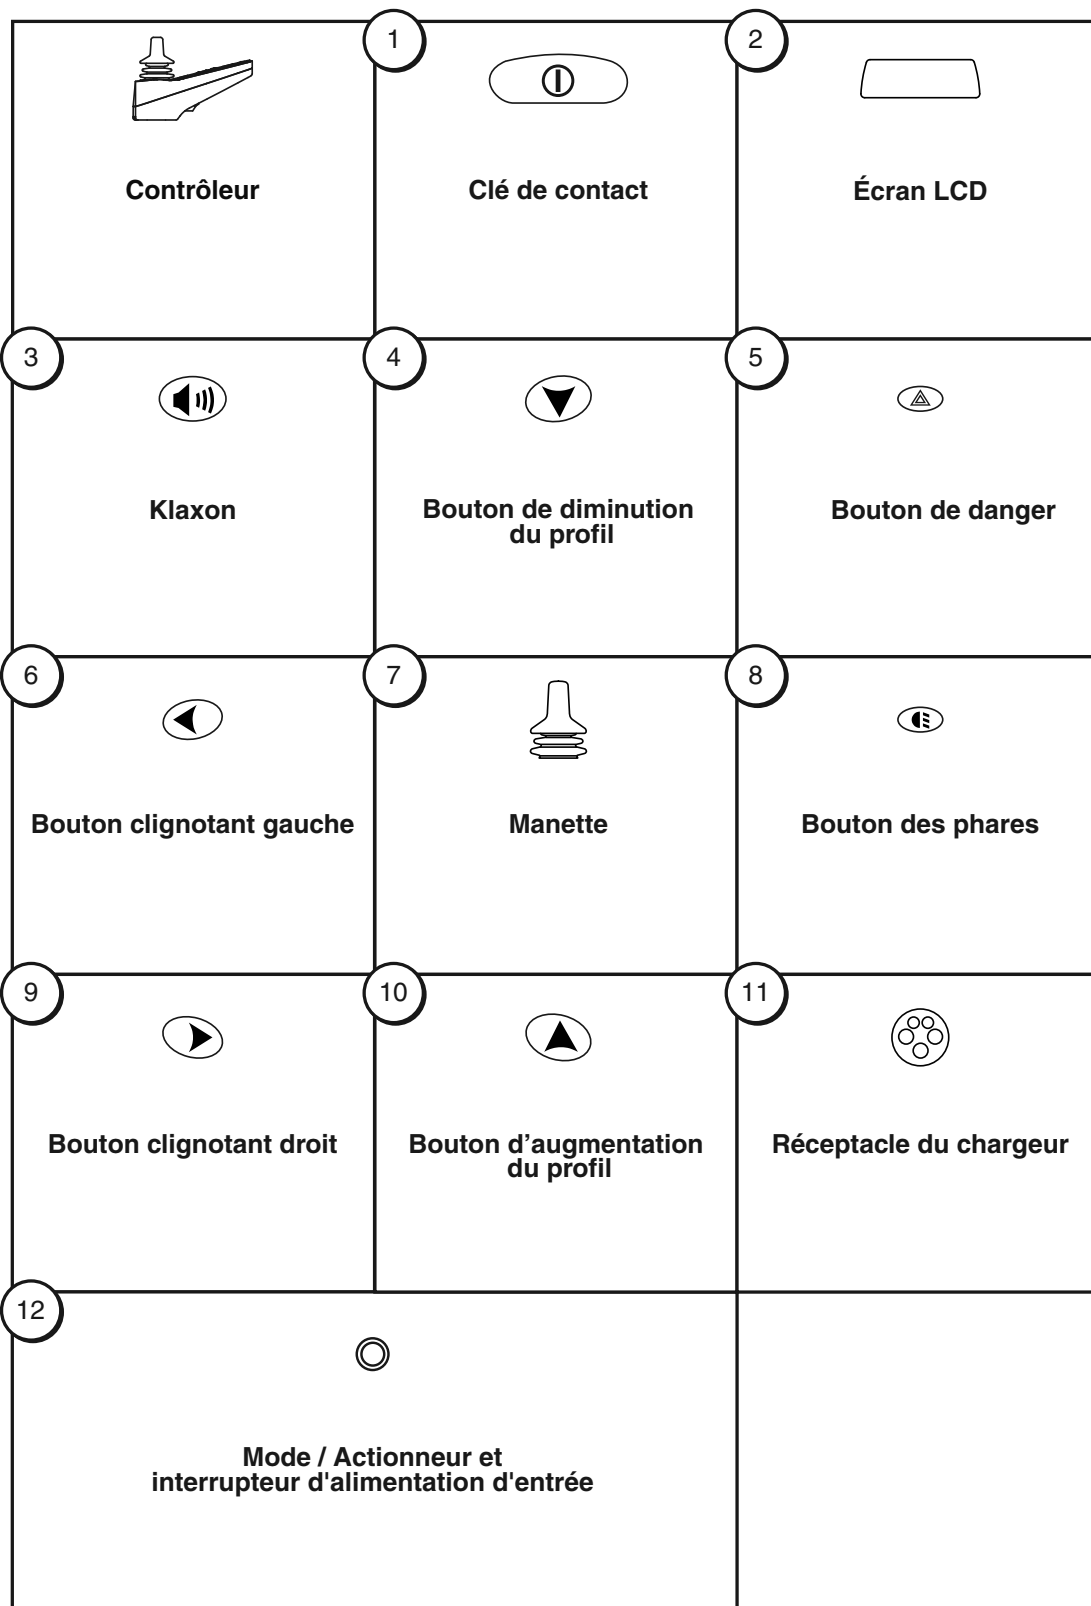 1
2
Contrôleur
Clé de contact
Écran LCD
3
4
5
Klaxon
Bouton de diminution
du profil
Bouton de danger
6
7
8
Bouton clignotant gauche
Manette
Bouton des phares
9
10
11
Bouton clignotant droit
Bouton d’augmentation
du profil
Réceptacle du chargeur
12
Mode / Actionneur et
interrupteur d'alimentation d'entrée